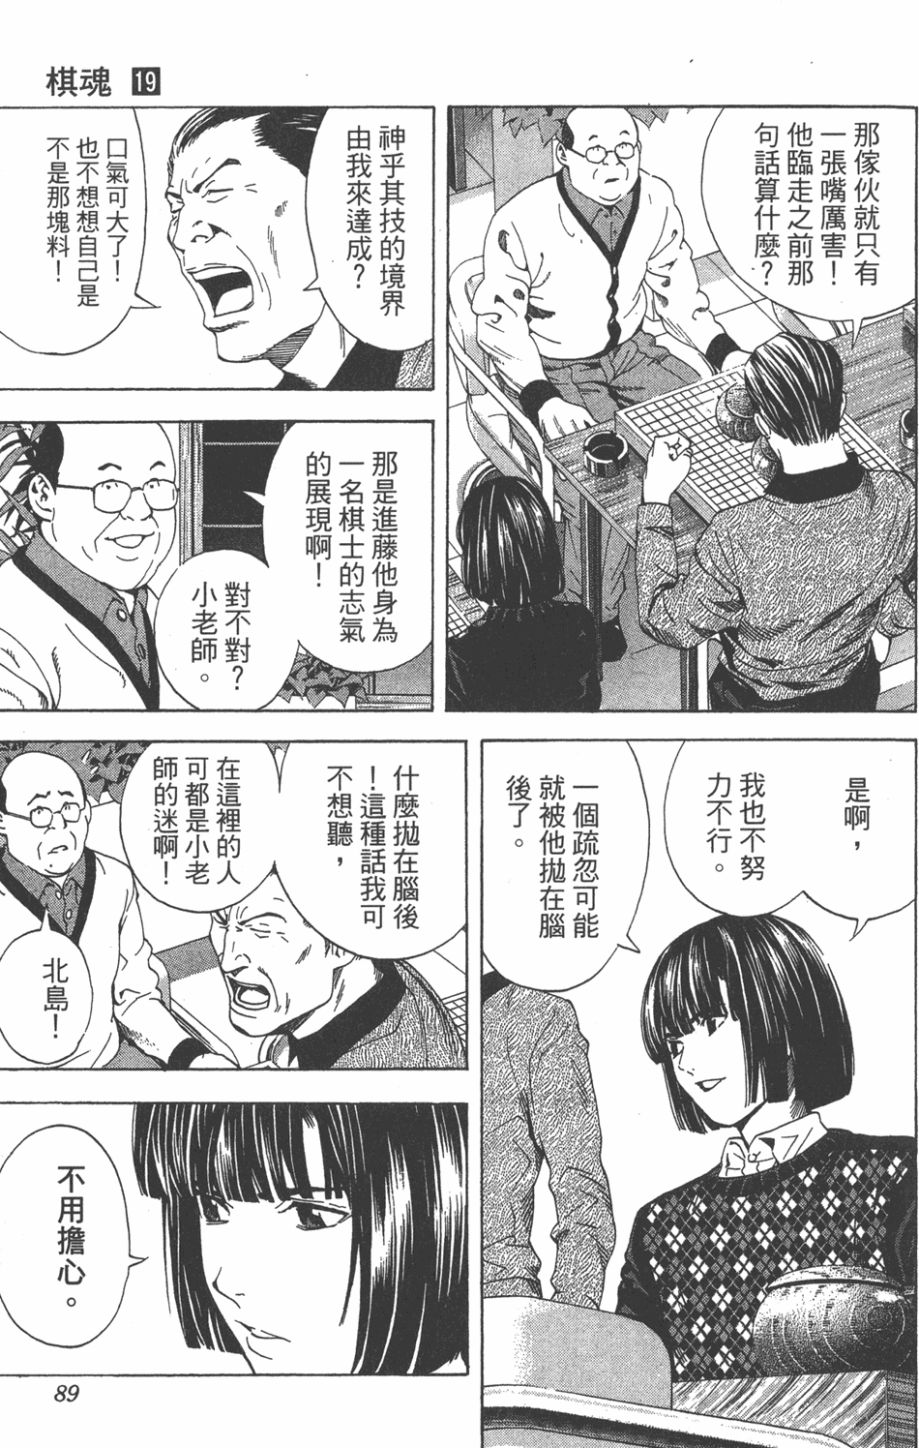 棋魂 19
那傢伙就只有
一張嘴厲害！
他臨走之前那
句話算什麼？
神乎其技的境界
由我來達成？
口氣可大了！
也不想想自己是
不是那塊料！
那是進藤他身為
一名棋士的志氣
的展現啊！
對不對？
小老師。
是啊，
我也不努
力不行。
一個疏忽可能
就被他拋在腦
後了。
什麼拋在腦後
！這種話我可
不想聽，
在這裡的人
可都是小老
師的迷啊！
北島！
不用擔心。
89